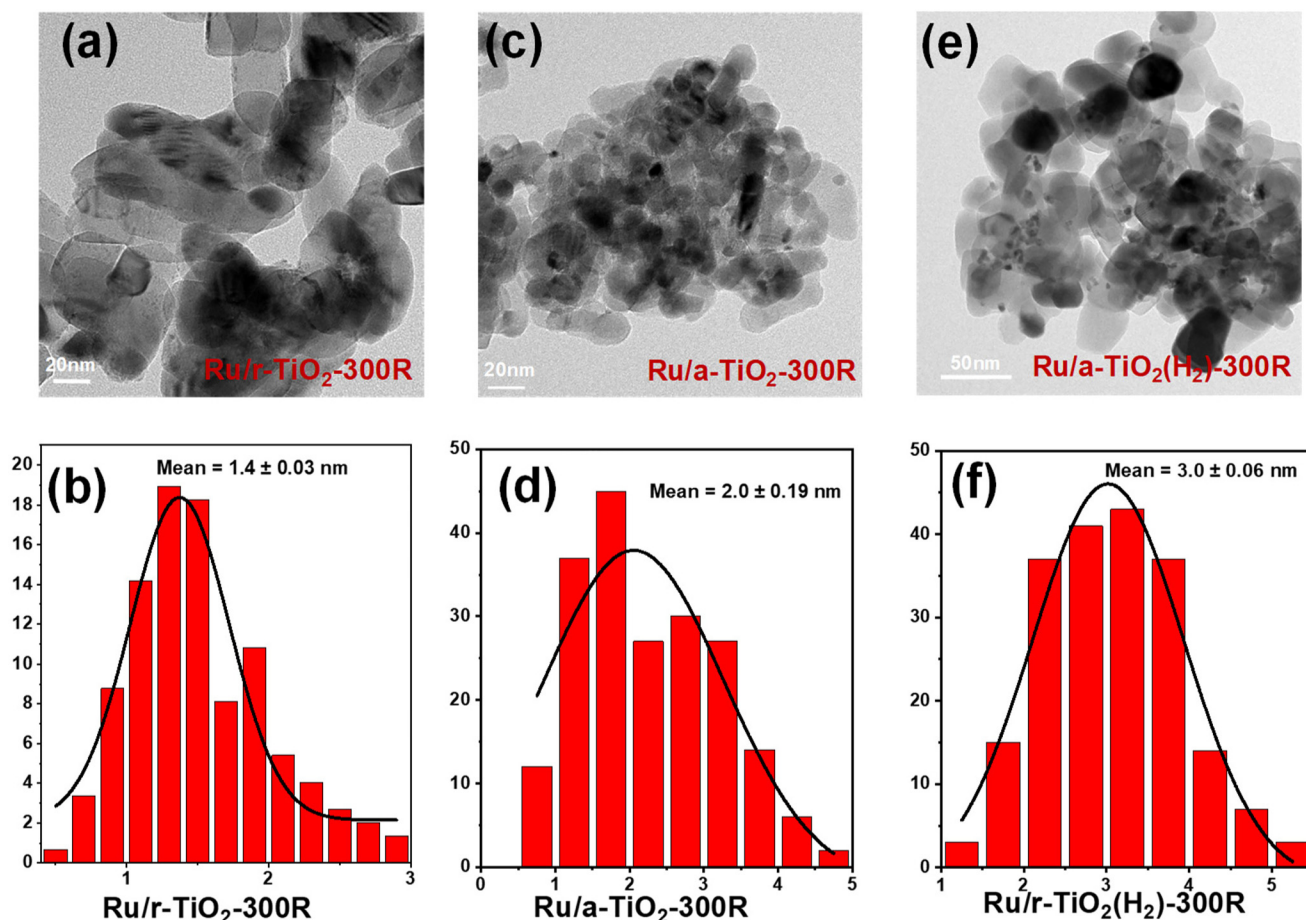 (a)
20nm
Ru/r-TiO₂-300R
(c)
20nm
Ru/a-TiO₂-300R
(e)
50nm
Ru/a-TiO₂(H₂)-300R
(b)
Mean = 1.4 ± 0.03 nm
20
18
16
14
12
10
8
6
4
2
0
1
2
3
Ru/r-TiO₂-300R
(d)
Mean = 2.0 ± 0.19 nm
50
40
30
20
10
0
0
1
2
3
4
5
Ru/a-TiO₂-300R
(f)
Mean = 3.0 ± 0.06 nm
50
40
30
20
10
0
1
2
3
4
5
Ru/r-TiO₂(H₂)-300R